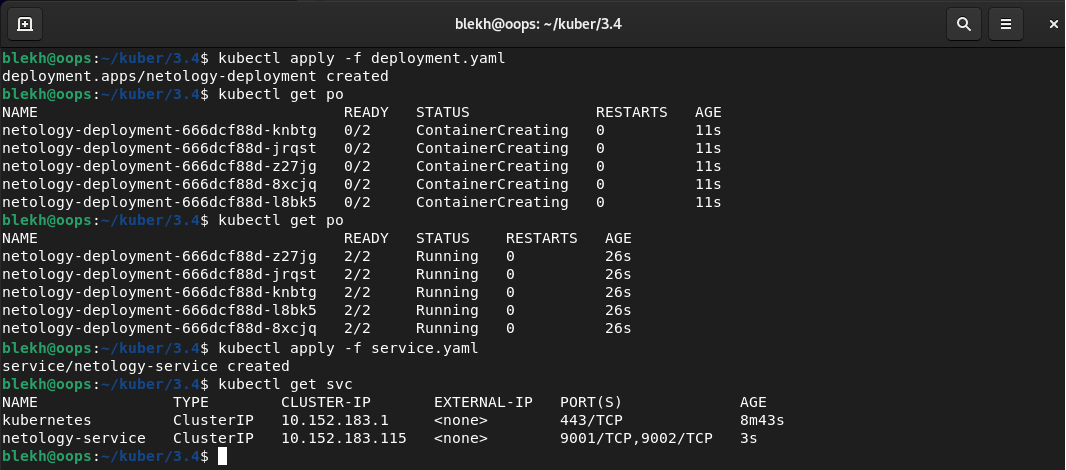 blekh@oops: ~/kuber/3.4
blekh@oops:~/kuber/3.4$ kubectl apply -f deployment.yaml
deployment.apps/netology-deployment created
blekh@oops:~/kuber/3.4$ kubectl get po
NAME                                  READY   STATUS              RESTARTS   AGE
netology-deployment-666dcf88d-knbtg   0/2     ContainerCreating   0          11s
netology-deployment-666dcf88d-jrqst   0/2     ContainerCreating   0          11s
netology-deployment-666dcf88d-z27jg   0/2     ContainerCreating   0          11s
netology-deployment-666dcf88d-8xcjq   0/2     ContainerCreating   0          11s
netology-deployment-666dcf88d-l8bk5   0/2     ContainerCreating   0          11s
blekh@oops:~/kuber/3.4$ kubectl get po
NAME                                  READY   STATUS    RESTARTS   AGE
netology-deployment-666dcf88d-z27jg   2/2     Running   0          26s
netology-deployment-666dcf88d-jrqst   2/2     Running   0          26s
netology-deployment-666dcf88d-knbtg   2/2     Running   0          26s
netology-deployment-666dcf88d-l8bk5   2/2     Running   0          26s
netology-deployment-666dcf88d-8xcjq   2/2     Running   0          26s
blekh@oops:~/kuber/3.4$ kubectl apply -f service.yaml
service/netology-service created
blekh@oops:~/kuber/3.4$ kubectl get svc
NAME               TYPE        CLUSTER-IP       EXTERNAL-IP   PORT(S)             AGE
kubernetes         ClusterIP   10.152.183.1     <none>        443/TCP             8m43s
netology-service   ClusterIP   10.152.183.115   <none>        9001/TCP,9002/TCP   3s
blekh@oops:~/kuber/3.4$